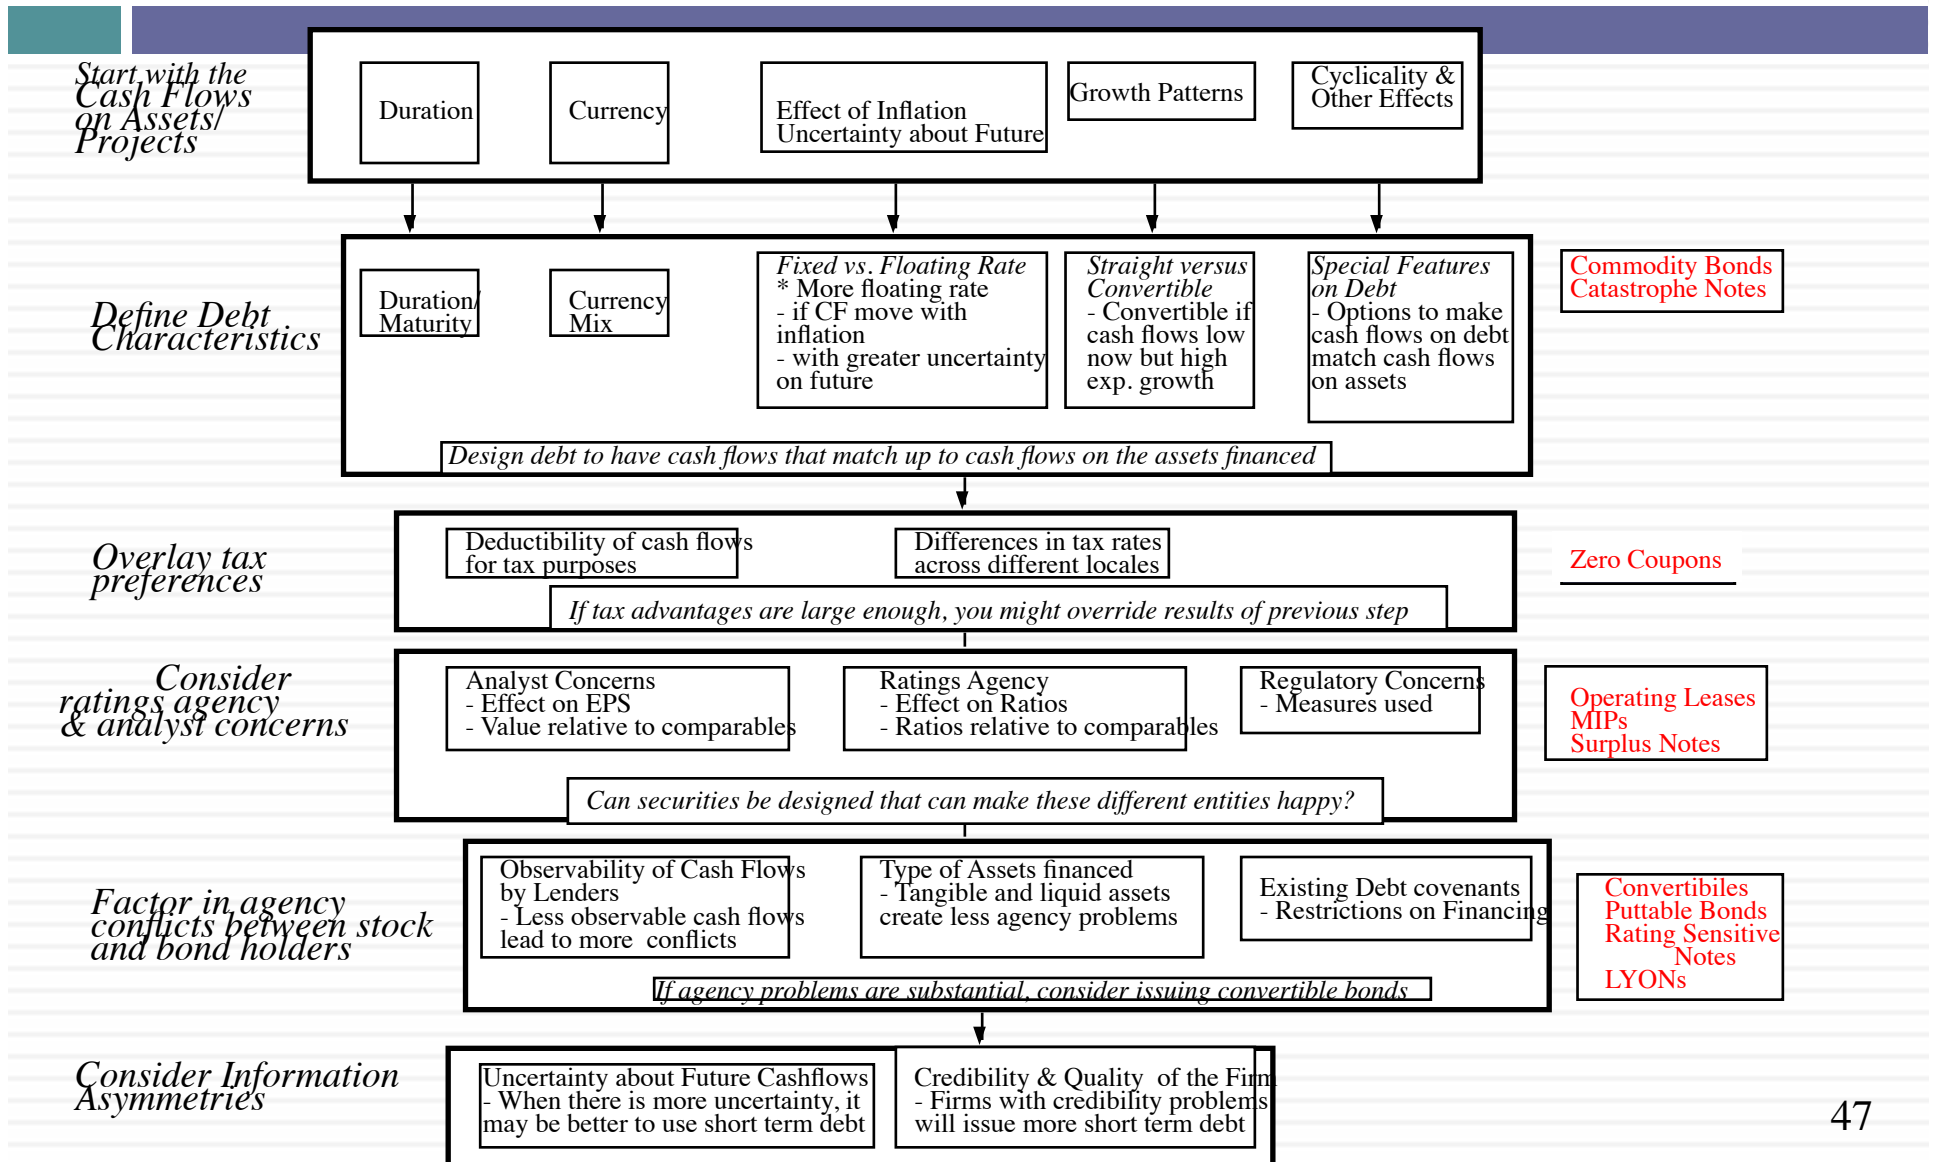 Start with the
Cash Flows
on Assets/
Projects
Duration
Currency
Effect of Inflation
Uncertainty about Future
Growth Patterns
Cyclicality &
Other Effects
Define Debt
Characteristics
Duration/
Maturity
Currency
Mix
Fixed vs. Floating Rate
* More floating rate
- if CF move with
inflation
- with greater uncertainty
on future
Straight versus
Convertible
- Convertible if
cash flows low
now but high
exp. growth
Special Features
on Debt
- Options to make
cash flows on debt
match cash flows
on assets
Commodity Bonds
Catastrophe Notes
Design debt to have cash flows that match up to cash flows on the assets financed
Overlay tax
preferences
Deductibility of cash flows
for tax purposes
Differences in tax rates
across different locales
Zero Coupons
If tax advantages are large enough, you might override results of previous step
Consider
ratings agency
& analyst concerns
Analyst Concerns
- Effect on EPS
- Value relative to comparables
Ratings Agency
- Effect on Ratios
- Ratios relative to comparables
Regulatory Concerns
- Measures used
Operating Leases
MIPs
Surplus Notes
Can securities be designed that can make these different entities happy?
Factor in agency
conflicts between stock
and bond holders
Observability of Cash Flows
by Lenders
- Less observable cash flows
lead to more  conflicts
Type of Assets financed
- Tangible and liquid assets
create less agency problems
Existing Debt covenants
- Restrictions on Financing
Convertibiles
Puttable Bonds
Rating Sensitive
Notes
LYONs
If agency problems are substantial, consider issuing convertible bonds
Consider Information
Asymmetries
Uncertainty about Future Cashflows
- When there is more uncertainty, it
may be better to use short term debt
Credibility & Quality  of the Firm
- Firms with credibility problems
will issue more short term debt
47